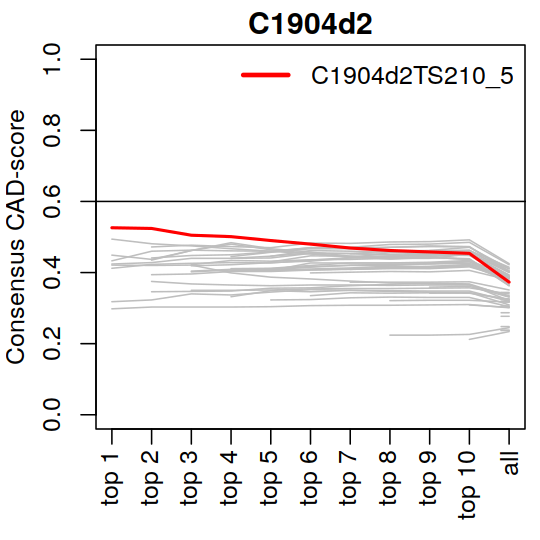 C1904d2
C1904d2TS210_5
Consensus CAD-score
1.0
0.8
0.6
0.4
0.2
0.0
top 1
top 2
top 3
top 4
top 5
top 6
top 7
top 8
top 9
top 10
all